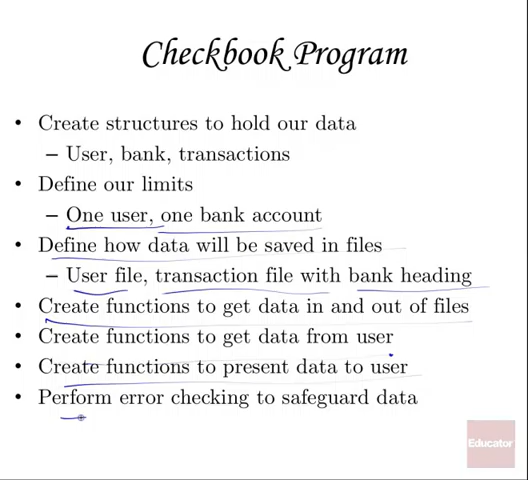 Checkbook Program
• Create structures to hold our data
– User, bank, transactions
• Define our limits
– One user, one bank account
• Define how data will be saved in files
– User file, transaction file with bank heading
• Create functions to get data in and out of files
• Create functions to get data from user
• Create functions to present data to user
• Perform error checking to safeguard data
Educator